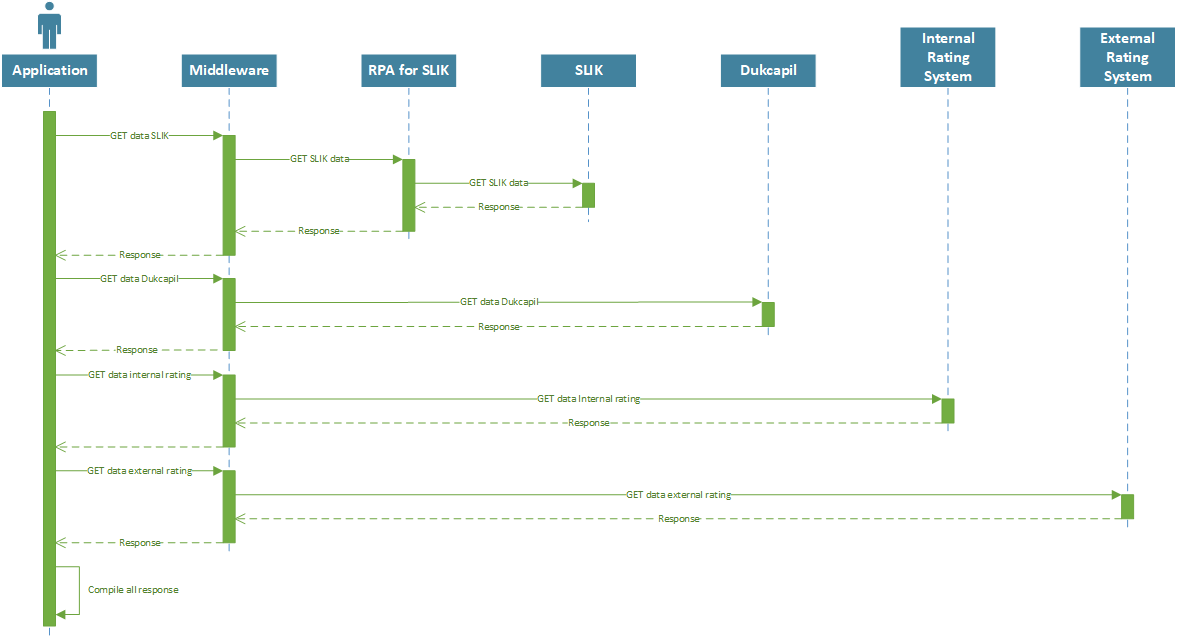 Application
Middleware
RPA for SLIK
SLIK
Dukcapil
Internal
Rating
System
External
Rating
System
GET data SLIK
GET SLIK data
GET SLIK data
Response
Response
Response
GET data Dukcapil
GET data Dukcapil
Response
Response
GET data internal rating
GET data Internal rating
Response
GET data external rating
GET data external rating
Response
Response
Compile all response